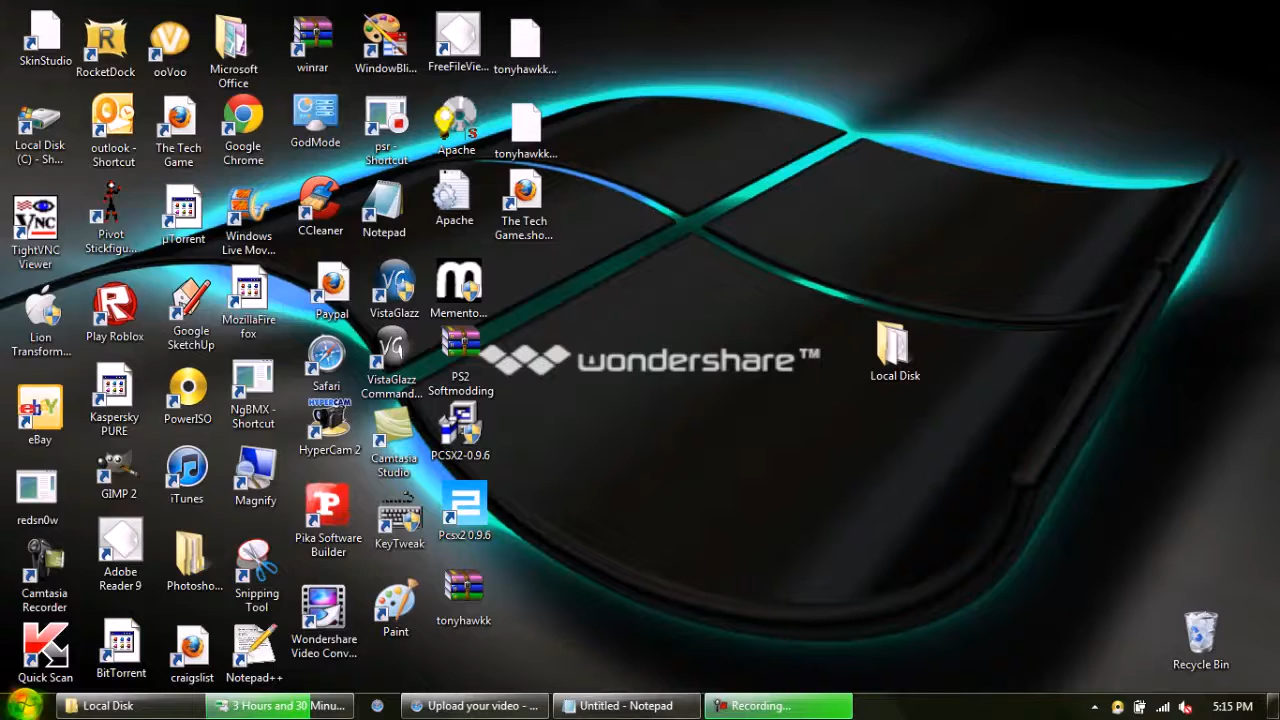 SkinStudio
RocketDock
ooVoo
Microsoft
Office
winrar
WindowBli...
FreeFileVie...
tonyhawkk...
Local Disk
(C) - Sh...
outlook -
Shortcut
The Tech
Game
Google
Chrome
GodMode
psr -
Shortcut
Apache
tonyhawkk...
TightVNC
Viewer
Pivot
Stickfigu...
µTorrent
Windows
Live Mov...
CCleaner
Notepad
Apache
The Tech
Game.sho...
Lion
Transform...
Play Roblox
Google
SketchUp
MozillaFire
fox
Paypal
VistaGlazz
Memento...
Local Disk
wondershare™
eBay
Kaspersky
PURE
PowerISO
NgBMX -
Shortcut
Safari
VistaGlazz
Command...
PS2
Softmodding
redsn0w
GIMP 2
iTunes
Magnify
HYPERCAM
HyperCam 2
Camtasia
Studio
PCSX2-0.9.6
Camtasia
Recorder
Adobe
Reader 9
Photosho...
Snipping
Tool
Pika Software
Builder
KeyTweak
Pcsx2 0.9.6
Quick Scan
BitTorrent
craigslist
Notepad++
Wondershare
Video Conv...
Paint
tonyhawkk
Recycle Bin
Local Disk
3 Hours and 30 Minu...
Upload your video - ...
Untitled - Notepad
Recording...
5:15 PM